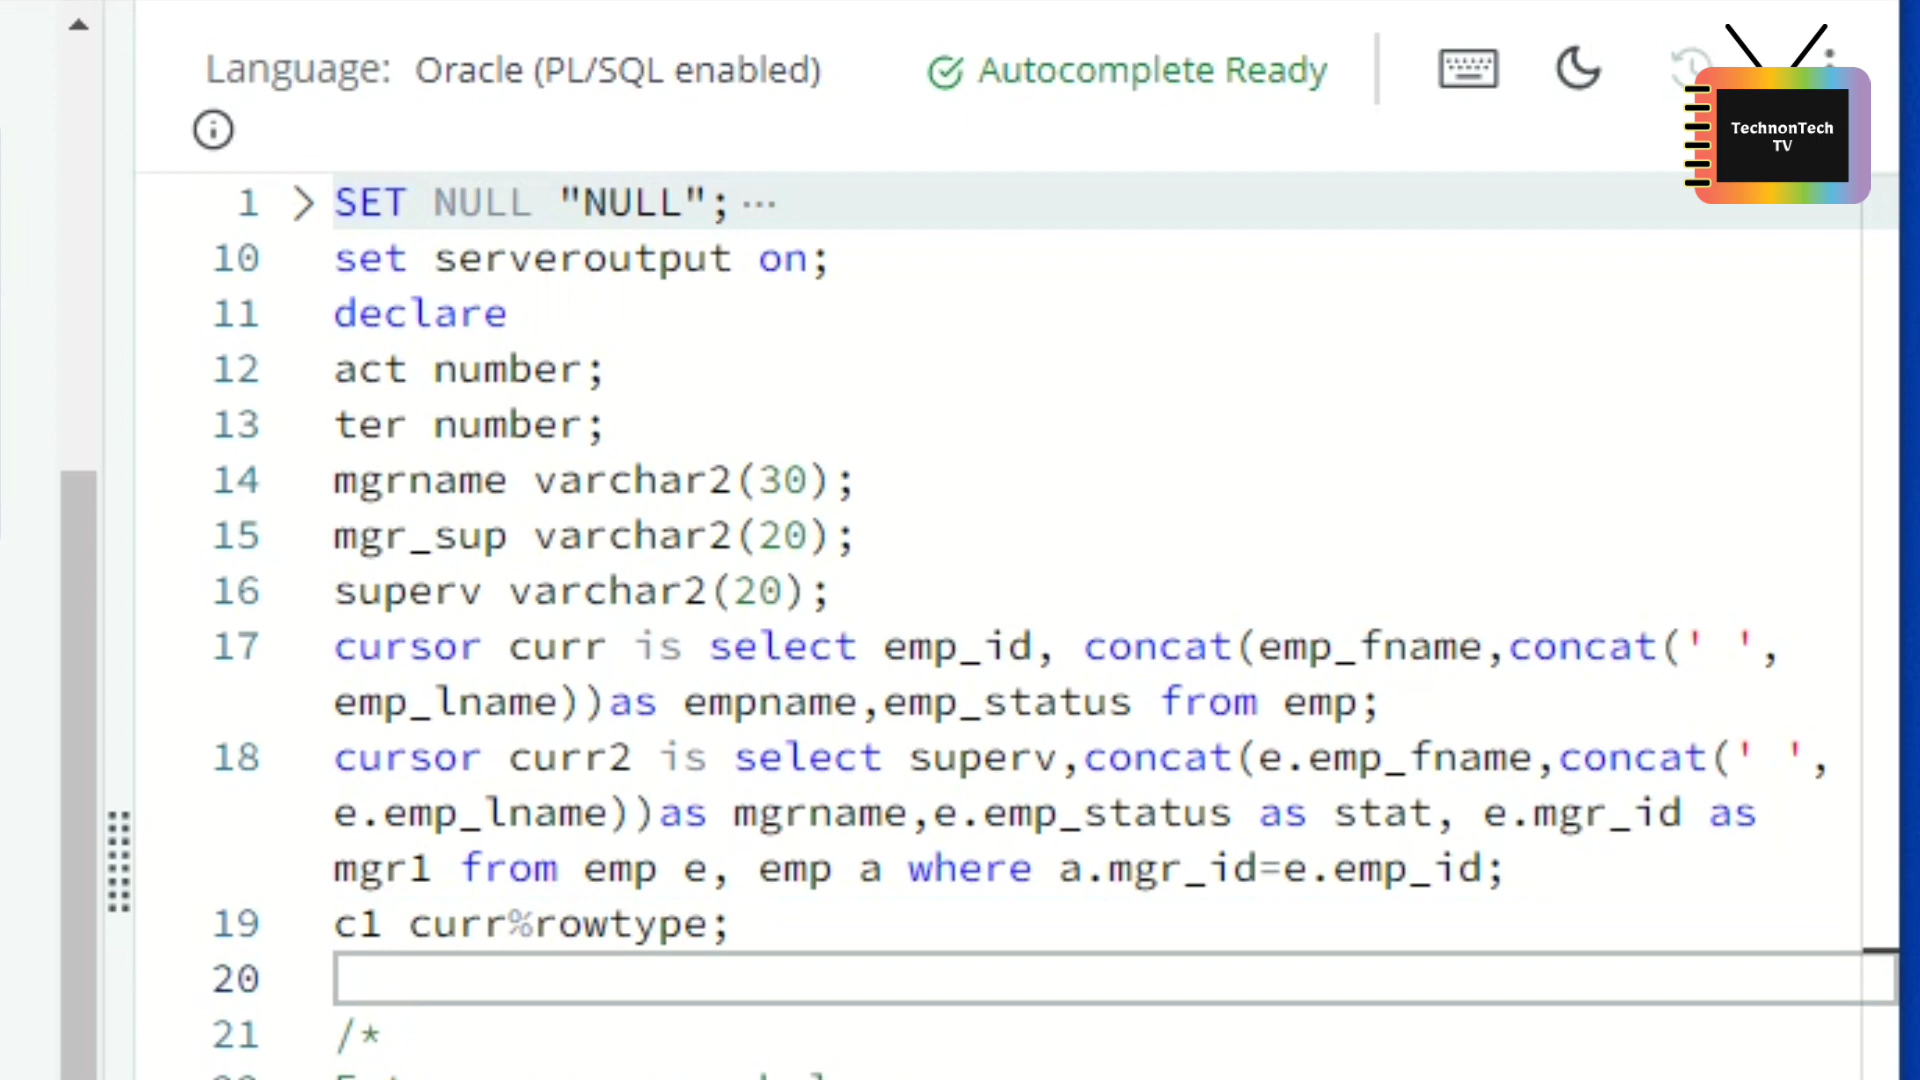 Language: Oracle (PL/SQL enabled) Autocomplete Ready
TechnonTech
TV
1 SET NULL "NULL"; ...
10 set serveroutput on;
11 declare
12 act number;
13 ter number;
14 mgrname varchar2(30);
15 mgr_sup varchar2(20);
16 superv varchar2(20);
17 cursor curr is select emp_id, concat(emp_fname,concat(' ',
emp_lname))as empname,emp_status from emp;
18 cursor curr2 is select superv,concat(e.emp_fname,concat(' ',
e.emp_lname))as mgrname,e.emp_status as stat, e.mgr_id as
mgr1 from emp e, emp a where a.mgr_id=e.emp_id;
19 c1 curr%rowtype;
20
21 /*